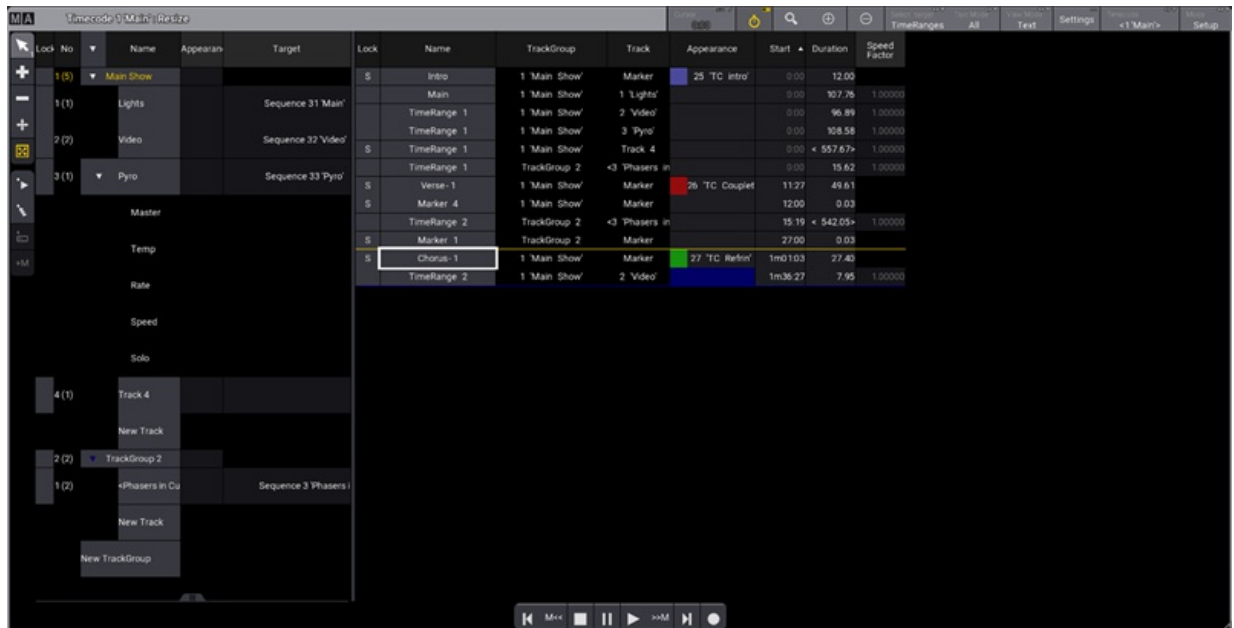 MA Timecode 1 'Main': Resize Cursor 0:00 Select Ranges TimeRanges Text Mode All View Mode Text Settings Timecode <1 'Main'> Mode Setup
Lock No Name Appearan Target
1 (5) Main Show
1 (1) Lights Sequence 31 'Main'
2 (2) Video Sequence 32 'Video'
3 (1) Pyro Sequence 33 'Pyro'
Master
Temp
Rate
Speed
Solo
4 (1) Track 4
New Track
2 (2) TrackGroup 2
1 (2) <Phasers in Cu Sequence 3 'Phasers i
New Track
New TrackGroup
+M
Lock Name TrackGroup Track Appearance Start Duration Speed Factor
S Intro 1 'Main Show' Marker 25 'TC intro' 0:00 12.00
Main 1 'Main Show' 1 'Lights' 0:00 107.76 1.00000
TimeRange 1 1 'Main Show' 2 'Video' 0:00 96.89 1.00000
TimeRange 1 1 'Main Show' 3 'Pyro' 0:00 108.58 1.00000
S TimeRange 1 1 'Main Show' Track 4 0:00 < 557.67> 1.00000
TimeRange 1 TrackGroup 2 <3 'Phasers in 0:00 15.62 1.00000
S Verse-1 1 'Main Show' Marker 26 'TC Couplet 11:27 49.61
S Marker 4 1 'Main Show' Marker 12:00 0.03
TimeRange 2 TrackGroup 2 <3 'Phasers in 15:19 < 542.05> 1.00000
S Marker 1 TrackGroup 2 Marker 27:00 0.03
S Chorus-1 1 'Main Show' Marker 27 'TC Refrin' 1m01:03 27.40
TimeRange 2 1 'Main Show' 2 'Video' 1m36:27 7.95 1.00000
M<< >>M